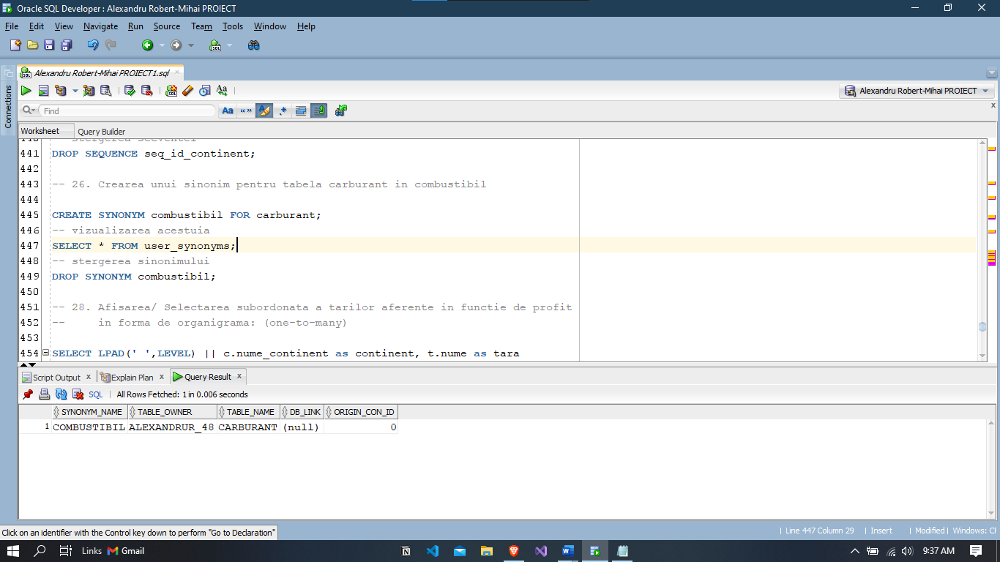 Oracle SQL Developer : Alexandru Robert-Mihai PROIECT
File Edit View Navigate Run Source Team Tools Window Help
Connections
Alexandru Robert-Mihai PROIECT1.sql
Alexandru Robert-Mihai PROIECT
Find
Worksheet Query Builder
440 -- stergerea secventei
441 DROP SEQUENCE seq_id_continent;
442
443 -- 26. Crearea unui sinonim pentru tabela carburant in combustibil
444
445 CREATE SYNONYM combustibil FOR carburant;
446 -- vizualizarea acestuia
447 SELECT * FROM user_synonyms;
448 -- stergerea sinonimului
449 DROP SYNONYM combustibil;
450
451 -- 28. Afisarea/ Selectarea subordonata a tarilor aferente in functie de profit
452 -- in forma de organigrama: (one-to-many)
453
454 SELECT LPAD(' ',LEVEL) || c.nume_continent as continent, t.nume as tara
Script Output x Explain Plan x Query Result x
SQL | All Rows Fetched: 1 in 0.006 seconds
SYNONYM_NAME TABLE_OWNER TABLE_NAME DB_LINK ORIGIN_CON_ID
1 COMBUSTIBIL ALEXANDRUR_48 CARBURANT (null) 0
Click on an identifier with the Control key down to perform "Go to Declaration"
| Line 447 Column 29 | Insert | Modified | Windows: CF
Links Gmail 9:37 AM